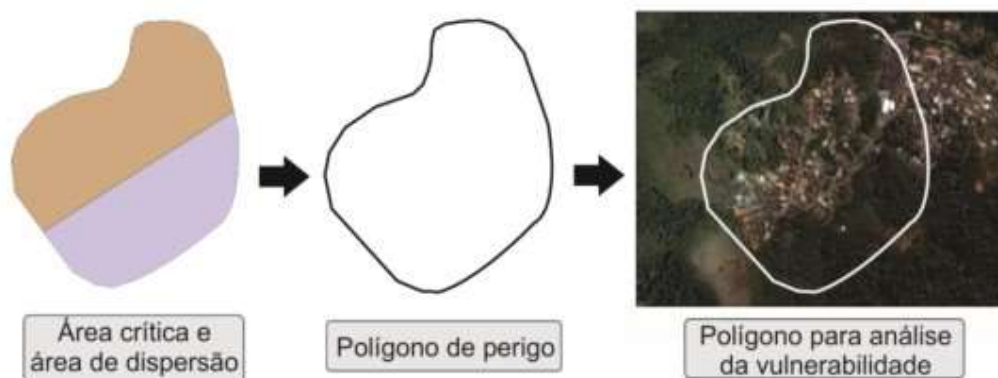 Área crítica e
área de dispersão
Polígono de perigo
Polígono para análise
da vulnerabilidade